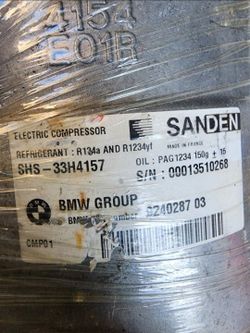 4154
E01R
ELECTRIC COMPRESSOR
SANDEN
REFRIGERANT : R134a AND R1234yf
MADE IN FRANCE
SHS-33H4157
OIL : PAG1234 150g ± 15
S/N : 00013510268
BMW GROUP
BMW
9240287 03
CMP01